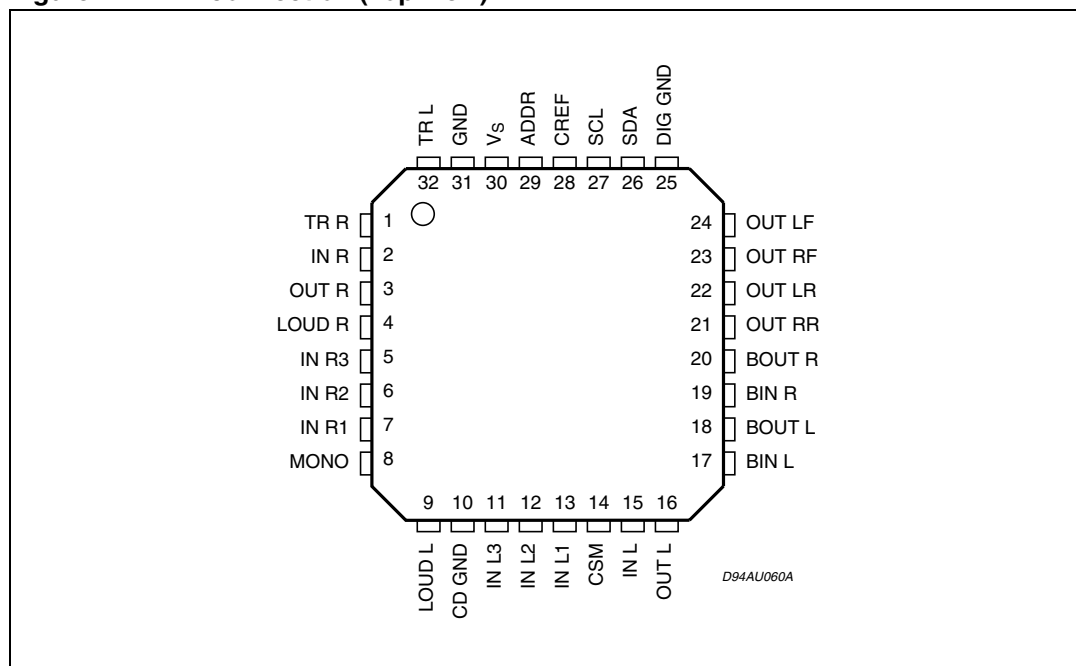 TR L
GND
VS
ADDR
CREF
SCL
SDA
DIG GND
32 31 30 29 28 27 26 25
TR R 1
IN R 2
OUT R 3
LOUD R 4
IN R3 5
IN R2 6
IN R1 7
MONO 8
24 OUT LF
23 OUT RF
22 OUT LR
21 OUT RR
20 BOUT R
19 BIN R
18 BOUT L
17 BIN L
9 10 11 12 13 14 15 16
LOUD L
CD GND
IN L3
IN L2
IN L1
CSM
IN L
OUT L
D94AU060A